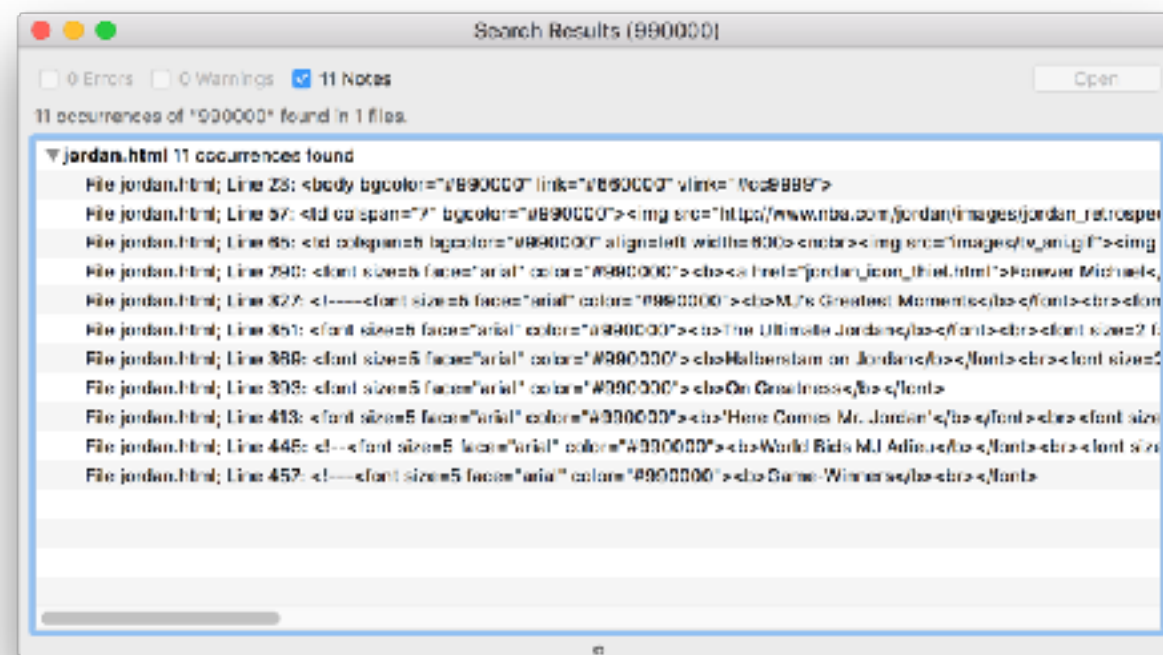 Search Results (990000)
0 Errors 0 Warnings 11 Notes Open
11 occurrences of "990000" found in 1 files.
jordan.html 11 occurrences found
File jordan.html; Line 23: <body bgcolor="#990000" link="#660000" vlink="#cc9999">
File jordan.html; Line 57: <td colspan="7" bgcolor="#990000"><img src="http://www.nba.com/jordan/images/jordan_retrospec
File jordan.html; Line 65: <td colspan=5 bgcolor="#990000" align=left width=600><nobr><img src="images/tv_ani.gif"><img
File jordan.html; Line 290: <font size=5 face="arial" color="#990000"><b><a href="jordan_icon_thiel.html">Forever Michael<
File jordan.html; Line 327: <!----<font size=5 face="arial" color="#990000"><b>MJ's Greatest Moments</b></font><br><fon
File jordan.html; Line 351: <font size=5 face="arial" color="#990000"><b>The Ultimate Jordan</b></font><br><font size=2 f
File jordan.html; Line 369: <font size=5 face="arial" color="#990000"><b>Halberstam on Jordan</b></font><br><font size=2
File jordan.html; Line 393: <font size=5 face="arial" color="#990000"><b>On Greatness</b></font>
File jordan.html; Line 413: <font size=5 face="arial" color="#990000"><b>'Here Comes Mr. Jordan'</b></font><br><font size
File jordan.html; Line 445: <!---<font size=5 face="arial" color="#990000"><b>World Bids MJ Adieu</b></font><br><font size
File jordan.html; Line 457: <!----<font size=5 face="arial" color="#990000"><b>Game-Winners</b><br></font>